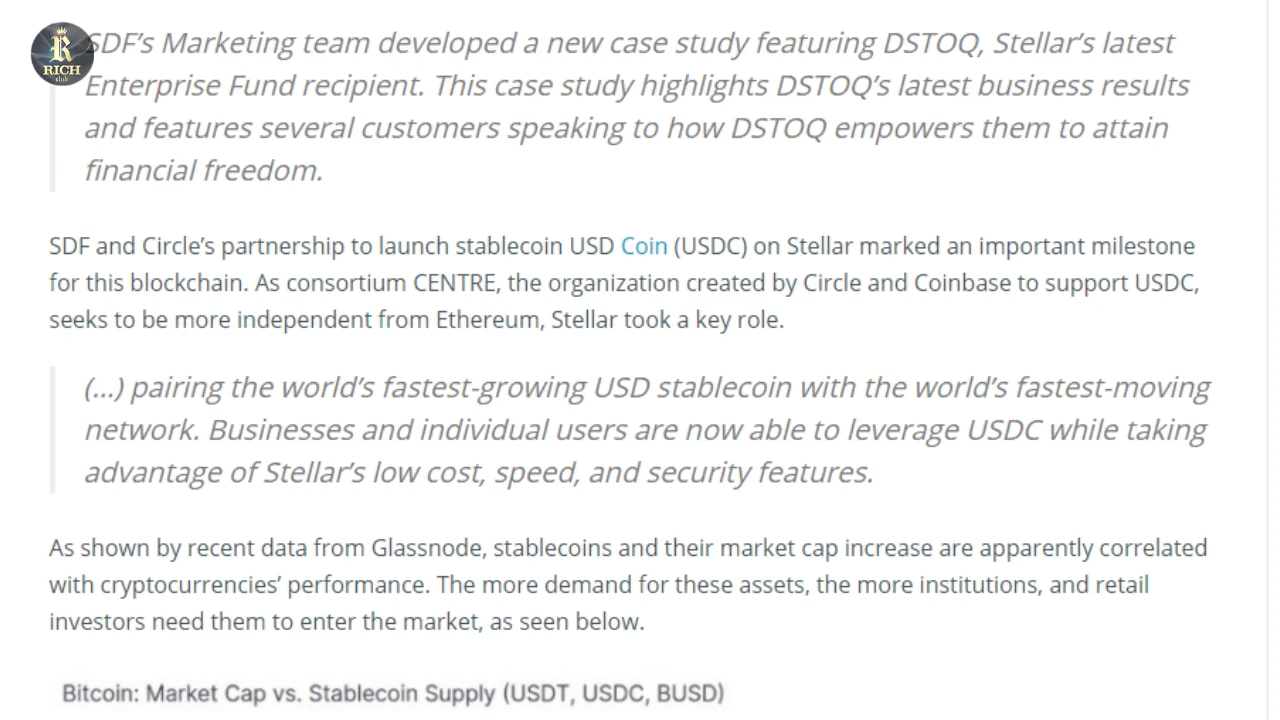 R
RICH
club
SDF’s Marketing team developed a new case study featuring DSTOQ, Stellar’s latest
Enterprise Fund recipient. This case study highlights DSTOQ’s latest business results
and features several customers speaking to how DSTOQ empowers them to attain
financial freedom.
SDF and Circle’s partnership to launch stablecoin USD Coin (USDC) on Stellar marked an important milestone
for this blockchain. As consortium CENTRE, the organization created by Circle and Coinbase to support USDC,
seeks to be more independent from Ethereum, Stellar took a key role.
(...) pairing the world’s fastest-growing USD stablecoin with the world’s fastest-moving
network. Businesses and individual users are now able to leverage USDC while taking
advantage of Stellar’s low cost, speed, and security features.
As shown by recent data from Glassnode, stablecoins and their market cap increase are apparently correlated
with cryptocurrencies’ performance. The more demand for these assets, the more institutions, and retail
investors need them to enter the market, as seen below.
Bitcoin: Market Cap vs. Stablecoin Supply (USDT, USDC, BUSD)